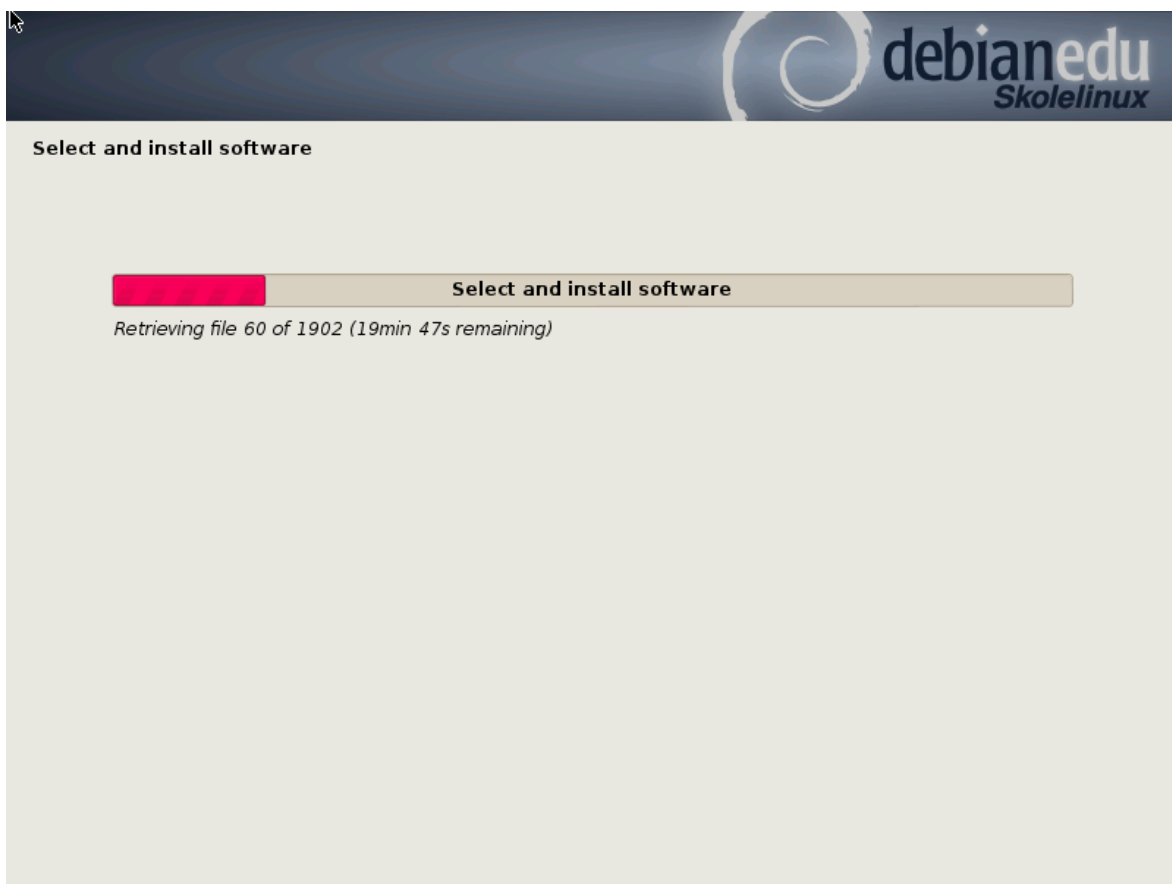 debianedu
Skolelinux
Select and install software
Select and install software
Retrieving file 60 of 1902 (19min 47s remaining)